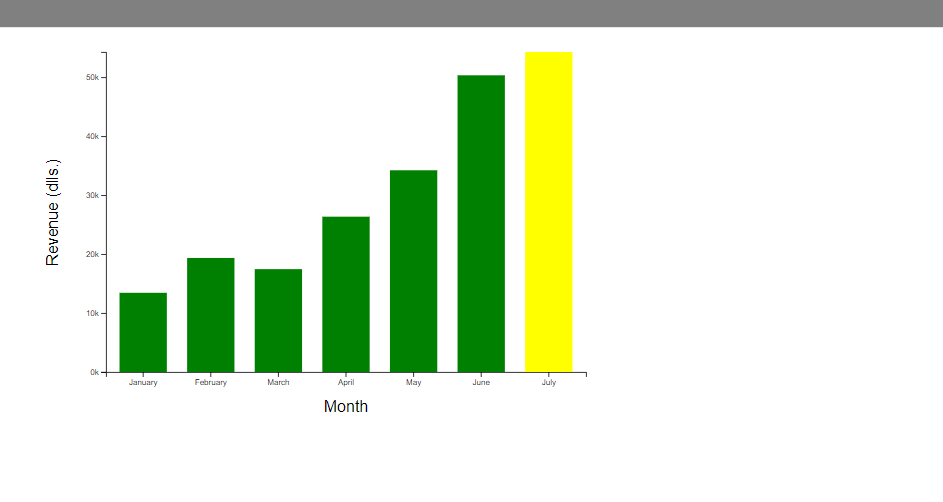 50k
40k
30k
20k
10k
0k
Revenue (dlls.)
January February March April May June July
Month